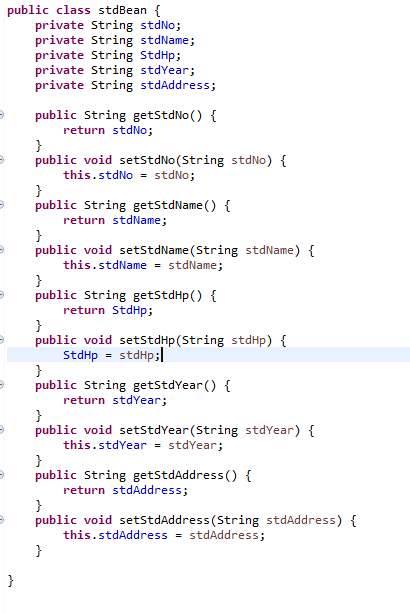 public class stdBean {
    private String stdNo;
    private String stdName;
    private String StdHp;
    private String stdYear;
    private String stdAddress;

    public String getStdNo() {
        return stdNo;
    }
    public void setStdNo(String stdNo) {
        this.stdNo = stdNo;
    }
    public String getStdName() {
        return stdName;
    }
    public void setStdName(String stdName) {
        this.stdName = stdName;
    }
    public String getStdHp() {
        return StdHp;
    }
    public void setStdHp(String stdHp) {
        StdHp = stdHp;
    }
    public String getStdYear() {
        return stdYear;
    }
    public void setStdYear(String stdYear) {
        this.stdYear = stdYear;
    }
    public String getStdAddress() {
        return stdAddress;
    }
    public void setStdAddress(String stdAddress) {
        this.stdAddress = stdAddress;
    }

}